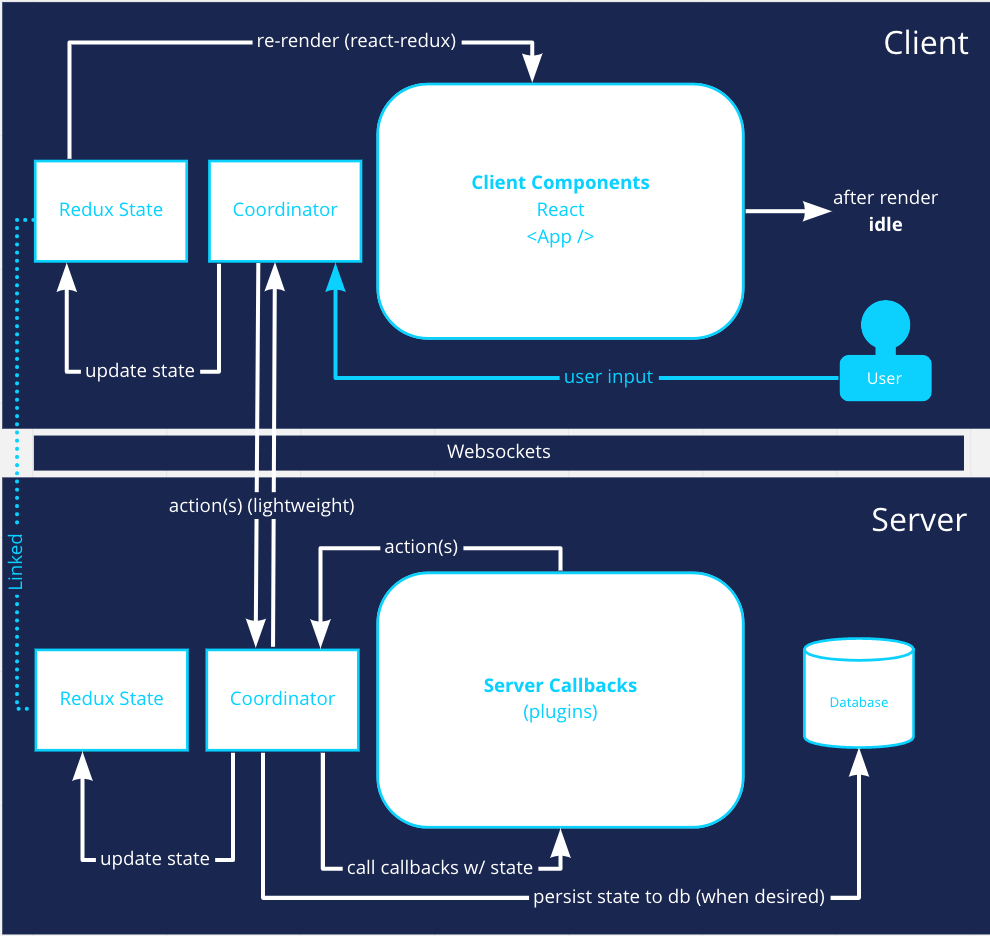 re-render (react-redux)
Client
Redux State
Coordinator
Client Components
React
<App />
after render
idle
update state
user input
User
Websockets
action(s) (lightweight)
Server
Linked
action(s)
Redux State
Coordinator
Server Callbacks
(plugins)
Database
update state
call callbacks w/ state
persist state to db (when desired)